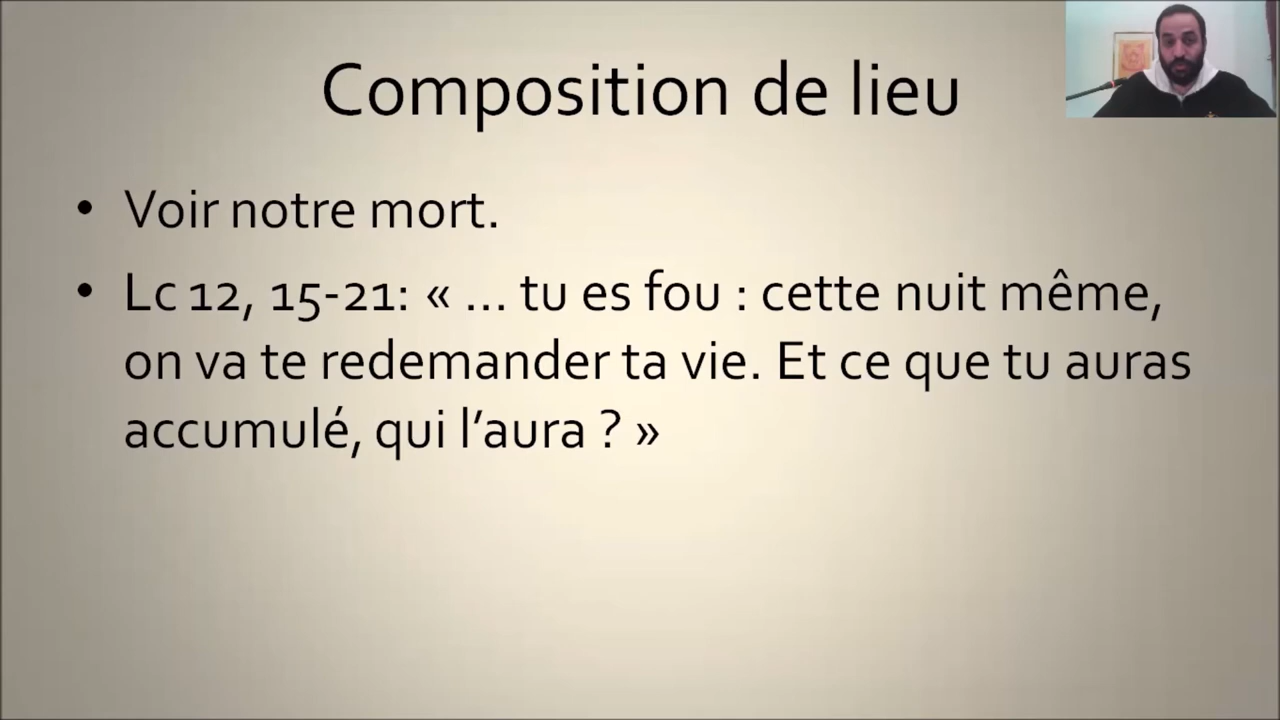 Composition de lieu
• Voir notre mort.
• Lc 12, 15-21: « ... tu es fou : cette nuit même,
on va te redemander ta vie. Et ce que tu auras
accumulé, qui l’aura ? »